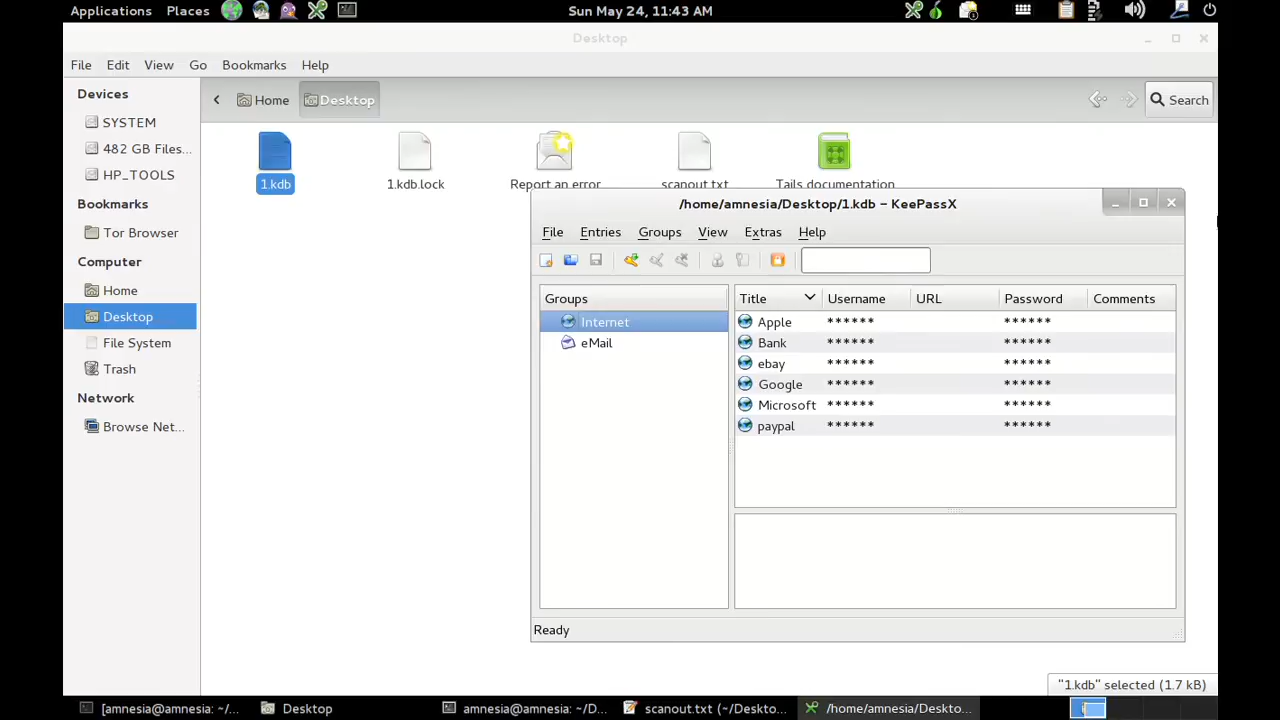 Applications Places Sun May 24, 11:43 AM
Desktop
File Edit View Go Bookmarks Help
Devices
SYSTEM
482 GB Files...
HP_TOOLS
Bookmarks
Tor Browser
Computer
Home
Desktop
File System
Trash
Network
Browse Net...
Home Desktop Search
1.kdb 1.kdb.lock Report an error scanout.txt Tails documentation
/home/amnesia/Desktop/1.kdb - KeePassX
File Entries Groups View Extras Help
Groups
Internet
eMail
Title Username URL Password Comments
Apple ****** ******
Bank ****** ******
ebay ****** ******
Google ****** ******
Microsoft ****** ******
paypal ****** ******
Ready
"1.kdb" selected (1.7 kB)
[amnesia@amnesia: ~/... Desktop amnesia@amnesia: ~/D... scanout.txt (~/Deskto... /home/amnesia/Deskto...